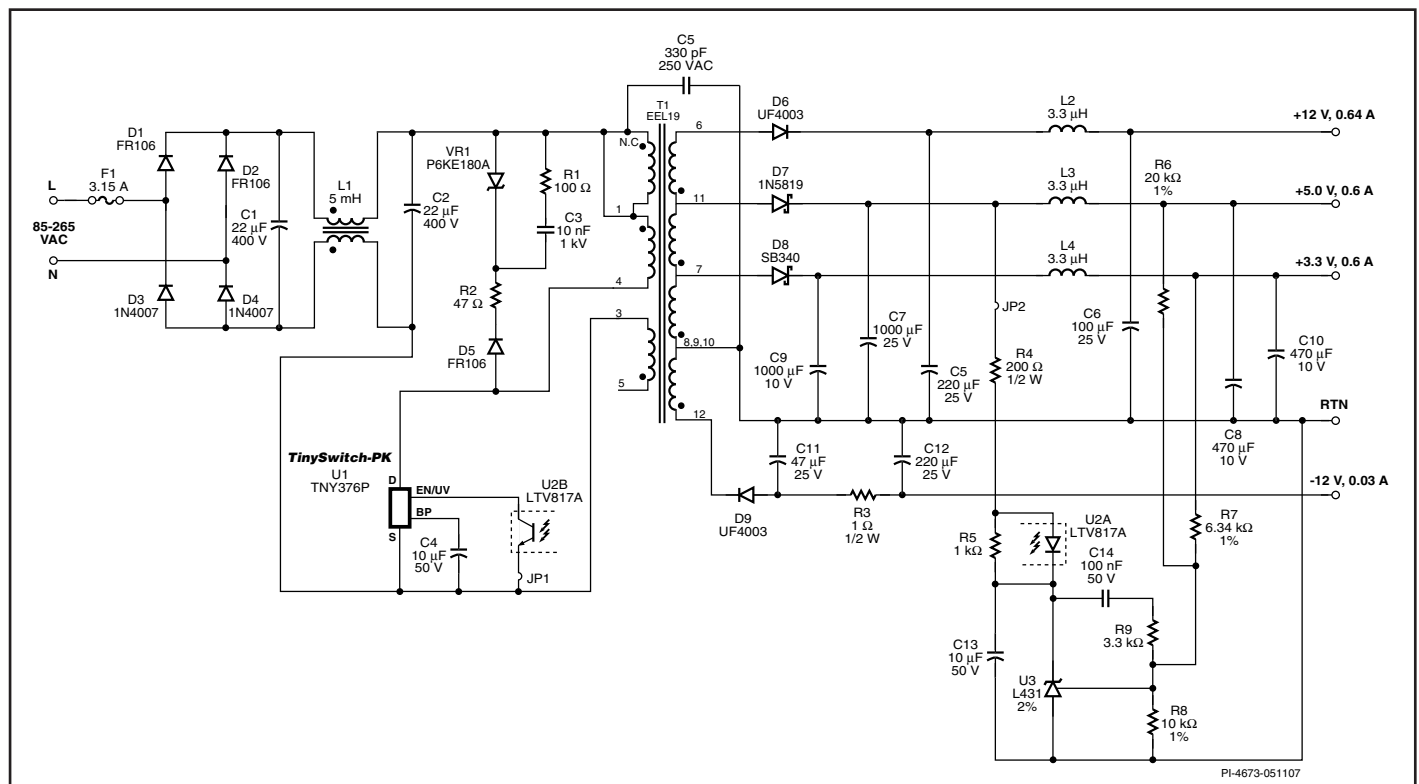 C5
330 pF
250 VAC
T1
EEL19
D6
UF4003
L2
3.3 µH
+12 V, 0.64 A
D1
FR106
D2
FR106
F1
3.15 A
L
85-265
VAC
N
L1
5 mH
C1
22 µF
400 V
C2
22 µF
400 V
D3
1N4007
D4
1N4007
VR1
P6KE180A
R1
100 Ω
C3
10 nF
1 kV
R2
47 Ω
D5
FR106
N.C
1
4
3
5
6
11
7
8,9,10
12
D7
1N5819
L3
3.3 µH
R6
20 kΩ
1%
+5.0 V, 0.6 A
D8
SB340
L4
3.3 µH
+3.3 V, 0.6 A
JP2
C7
1000 µF
25 V
C9
1000 µF
10 V
C5
220 µF
25 V
R4
200 Ω
1/2 W
C6
100 µF
25 V
C10
470 µF
10 V
RTN
C8
470 µF
10 V
C11
47 µF
25 V
C12
220 µF
25 V
-12 V, 0.03 A
D9
UF4003
R3
1 Ω
1/2 W
TinySwitch-PK
U1
TNY376P
D
EN/UV
BP
S
C4
10 µF
50 V
U2B
LTV817A
JP1
R5
1 kΩ
U2A
LTV817A
C14
100 nF
50 V
R7
6.34 kΩ
1%
R9
3.3 kΩ
C13
10 µF
50 V
U3
L431
2%
R8
10 kΩ
1%
PI-4673-051107